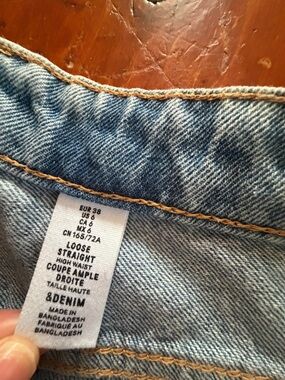 EUR 38
US 6
CA 6
MX 6
CN 165/72A
LOOSE
STRAIGHT
HIGH WAIST
COUPE AMPLE
DROITE
TAILLE HAUTE
&DENIM
MADE IN
BANGLADESH
FABRIQUÉ AU
BANGLADESH